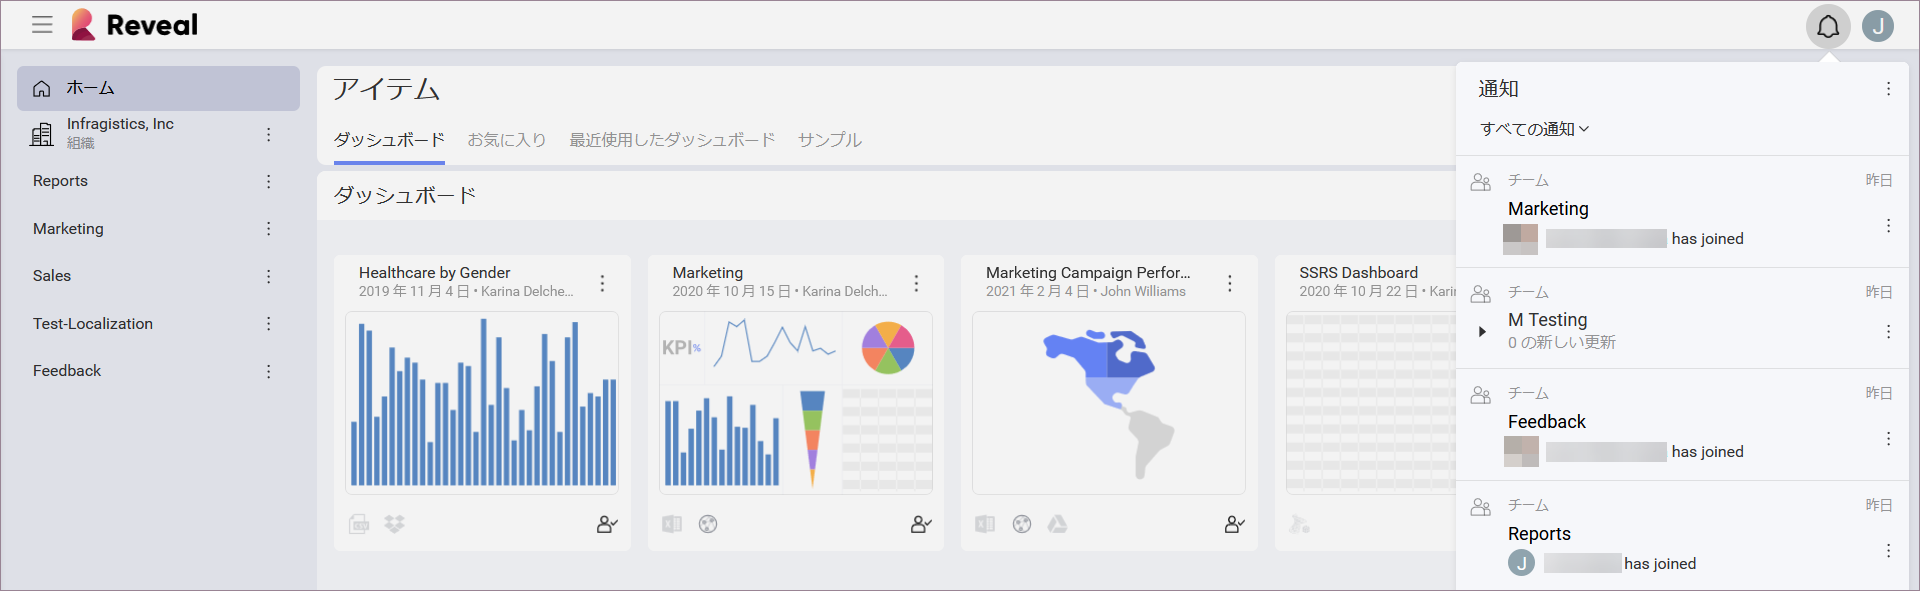 Reveal
J
ホーム
Infragistics, Inc
組織
Reports
Marketing
Sales
Test-Localization
Feedback
アイテム
ダッシュボード お気に入り 最近使用したダッシュボード サンプル
ダッシュボード
Healthcare by Gender
2019 年 11 月 4 日 • Karina Delche...
Marketing
2020 年 10 月 15 日 • Karina Delch...
KPI%
Marketing Campaign Perfor...
2021 年 2 月 4 日 • John Williams
SSRS Dashboard
2020 年 10 月 22 日 • Karin
通知
すべての通知
チーム 昨日
Marketing
has joined
チーム 昨日
M Testing
0 の新しい更新
チーム 昨日
Feedback
has joined
チーム 昨日
Reports
J has joined